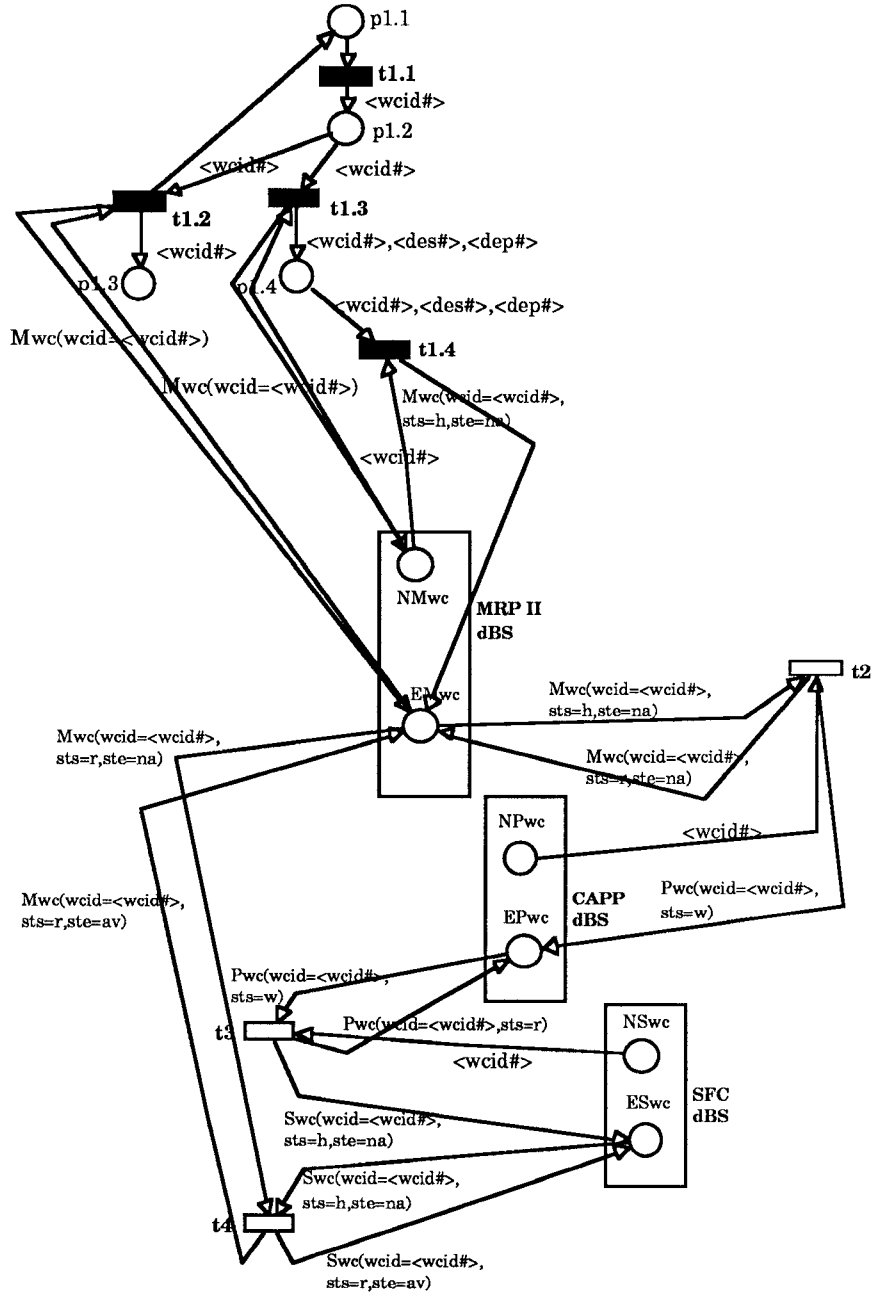 p1.1
t1.1
<wcid#>
p1.2
<wcid#>
<wcid#>
t1.2
t1.3
<wcid#>
<wcid#>,<des#>,<dep#>
p1.3
p1.4
<wcid#>,<des#>,<dep#>
Mwc(wcid=<wcid#>)
t1.4
Mwc(wcid=<wcid#>)
Mwc(wcid=<wcid#>,
sts=h,ste=na)
<wcid#>
NMwc
MRP II
dBS
t2
EMwc
Mwc(wcid=<wcid#>,
sts=h,ste=na)
Mwc(wcid=<wcid#>,
sts=r,ste=na)
Mwc(wcid=<wcid#>,
sts=r,ste=na)
NPwc
<wcid#>
Mwc(wcid=<wcid#>,
sts=r,ste=av)
CAPP
dBS
EPwc
Pwc(wcid=<wcid#>,
sts=w)
Pwc(wcid=<wcid#>,
sts=w)
t3
Pwc(wcid=<wcid#>,sts=r)
NSwc
<wcid#>
SFC
dBS
ESwc
Swc(wcid=<wcid#>,
sts=h,ste=na)
Swc(wcid=<wcid#>,
sts=h,ste=na)
t4
Swc(wcid=<wcid#>,
sts=r,ste=av)